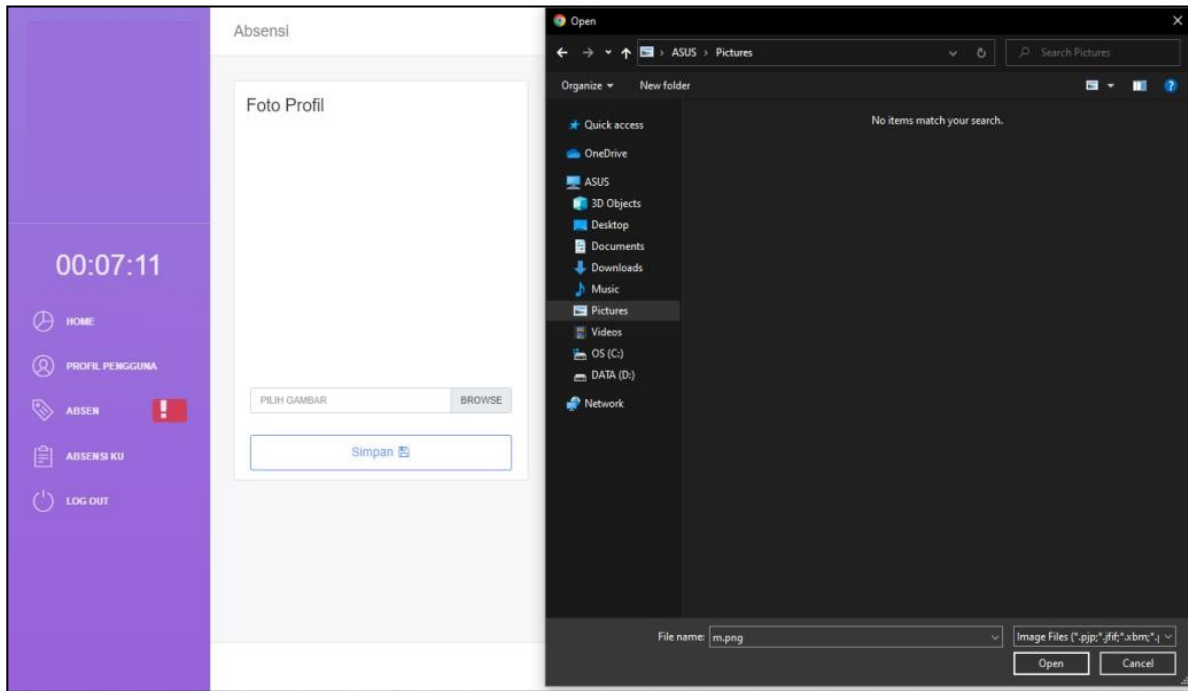 Absensi
Foto Profil
00:07:11
HOME
PROFIL PENGGUNA
ABSEN
ABSENSI KU
LOG OUT
PILIH GAMBAR
BROWSE
Simpan
Open
ASUS > Pictures
Search Pictures
Organize
New folder
No items match your search.
Quick access
OneDrive
ASUS
3D Objects
Desktop
Documents
Downloads
Music
Pictures
Videos
OS (C:)
DATA (D:)
Network
File name:
m.png
Image Files (*.pjp;*.jfif;*.xbm;*.j
Open
Cancel